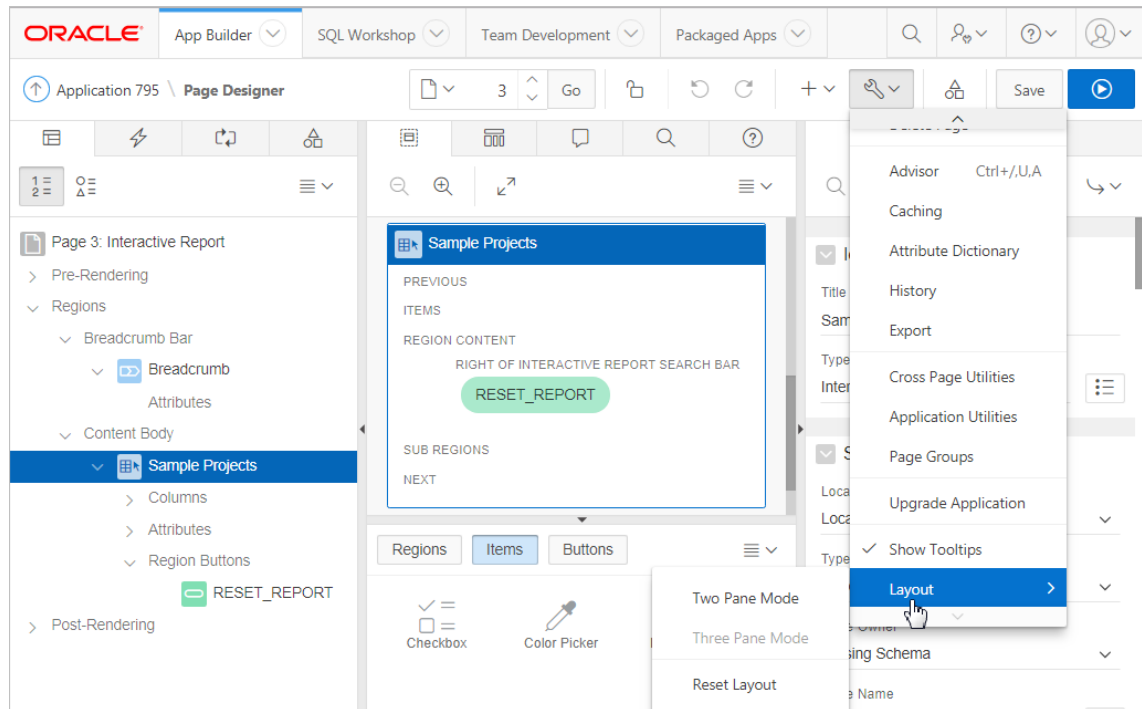 ORACLE
App Builder
SQL Workshop
Team Development
Packaged Apps
Application 795 \ Page Designer
3
Go
Save
1 =
2 =
Page 3: Interactive Report
Pre-Rendering
Regions
Breadcrumb Bar
Breadcrumb
Attributes
Content Body
Sample Projects
Columns
Attributes
Region Buttons
RESET_REPORT
Post-Rendering
Sample Projects
PREVIOUS
ITEMS
REGION CONTENT
RIGHT OF INTERACTIVE REPORT SEARCH BAR
RESET_REPORT
SUB REGIONS
NEXT
Regions
Items
Buttons
Checkbox
Color Picker
Title
Sam
Type
Inter
S
Loca
Loca
Type
Owner
sing Schema
e Name
Advisor Ctrl+/,U,A
Caching
Attribute Dictionary
History
Export
Cross Page Utilities
Application Utilities
Page Groups
Upgrade Application
Show Tooltips
Layout
Two Pane Mode
Three Pane Mode
Reset Layout